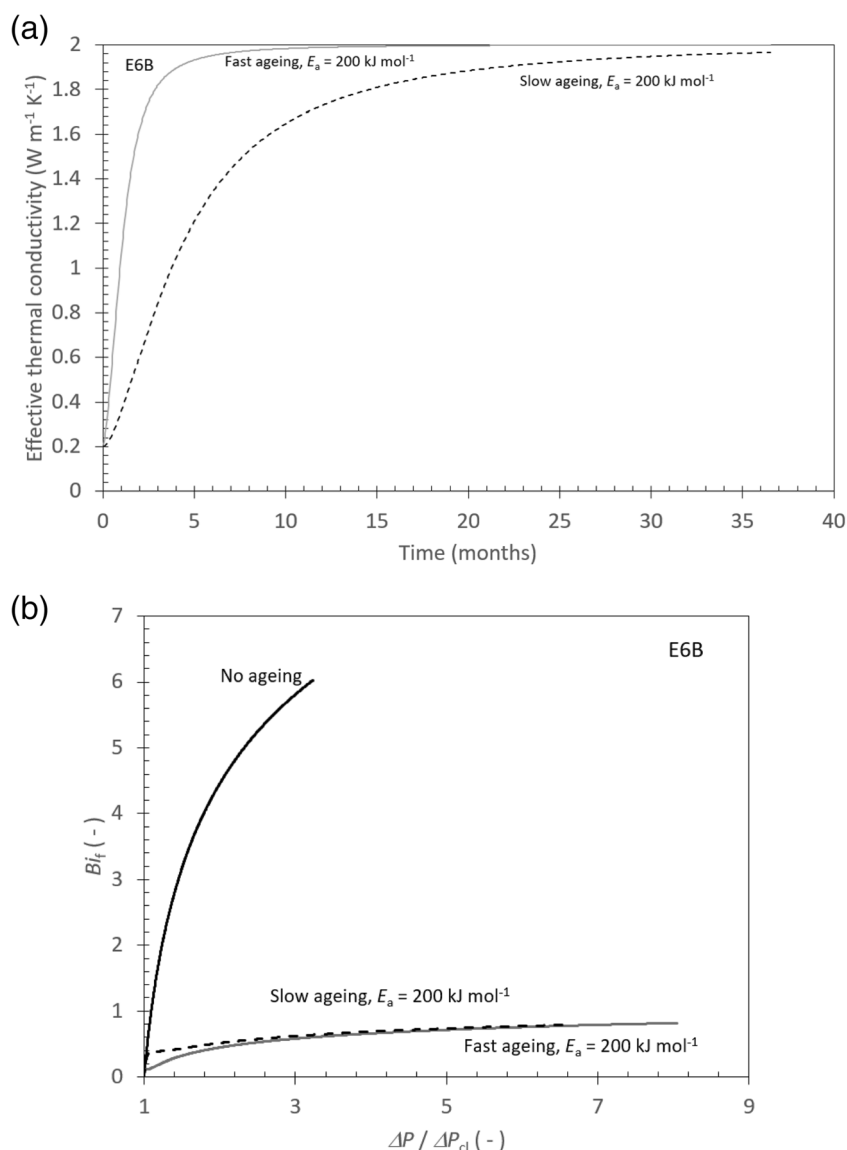 (a)
2
1.8
1.6
1.4
1.2
1
0.8
0.6
0.4
0.2
0
Effective thermal conductivity (W m⁻¹ K⁻¹)
E6B
Fast ageing, Eₐ = 200 kJ mol⁻¹
Slow ageing, Eₐ = 200 kJ mol⁻¹
0 5 10 15 20 25 30 35 40
Time (months)
(b)
7
6
5
4
3
2
1
0
Bi_f ( - )
E6B
No ageing
Slow ageing, Eₐ = 200 kJ mol⁻¹
Fast ageing, Eₐ = 200 kJ mol⁻¹
1 3 5 7 9
ΔP / ΔP_cl ( - )